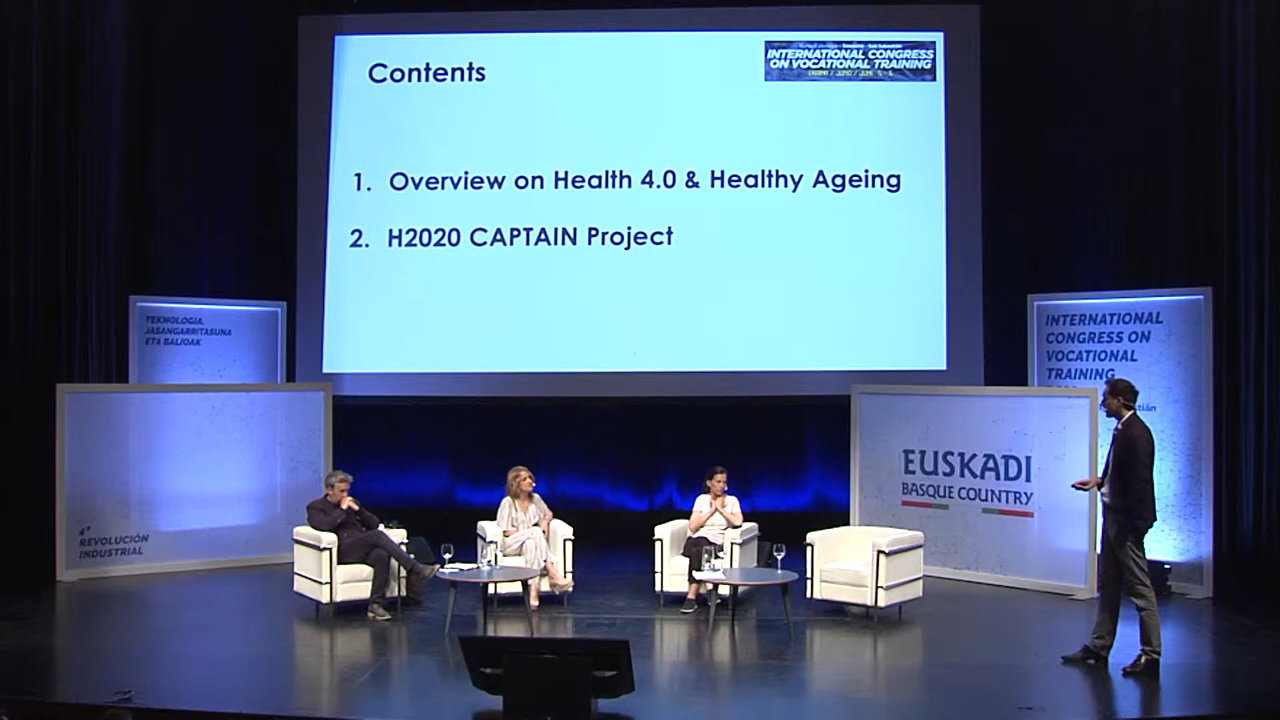 Contents
INTERNATIONAL CONGRESS
ON VOCATIONAL TRAINING
1. Overview on Health 4.0 & Healthy Ageing
2. H2020 CAPTAIN Project
TEKNOLOGIA,
JASANGARRITASUNA
ETA BALIOAK
INTERNATIONAL
CONGRESS ON
VOCATIONAL
TRAINING
EUSKADI
BASQUE COUNTRY
4ª
REVOLUCIÓN
INDUSTRIAL